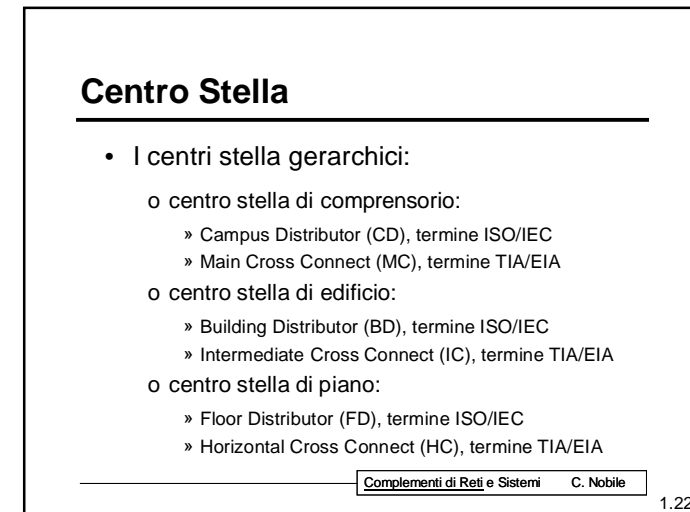 Centro Stella
• I centri stella gerarchici:
o centro stella di comprensorio:
» Campus Distributor (CD), termine ISO/IEC
» Main Cross Connect (MC), termine TIA/EIA
o centro stella di edificio:
» Building Distributor (BD), termine ISO/IEC
» Intermediate Cross Connect (IC), termine TIA/EIA
o centro stella di piano:
» Floor Distributor (FD), termine ISO/IEC
» Horizontal Cross Connect (HC), termine TIA/EIA
Complementi di Reti e Sistemi C. Nobile
1.22